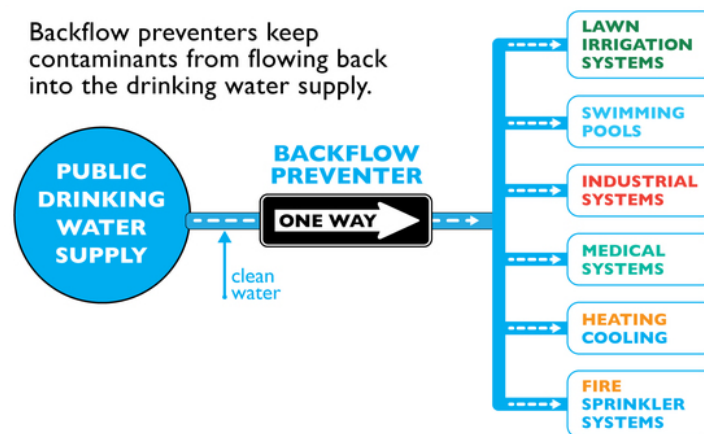 Backflow preventers keep
contaminants from flowing back
into the drinking water supply.
PUBLIC
DRINKING
WATER
SUPPLY
clean
water
BACKFLOW
PREVENTER
ONE WAY
LAWN
IRRIGATION
SYSTEMS
SWIMMING
POOLS
INDUSTRIAL
SYSTEMS
MEDICAL
SYSTEMS
HEATING
COOLING
FIRE
SPRINKLER
SYSTEMS